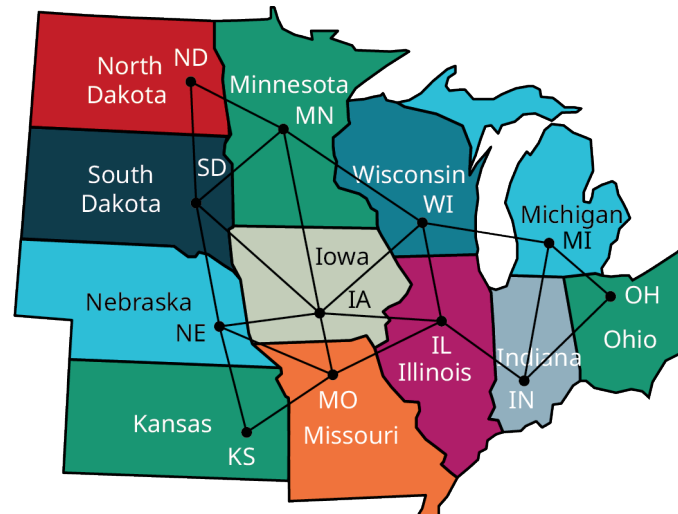 North
Dakota
ND
Minnesota
MN
South
Dakota
SD
Wisconsin
WI
Michigan
MI
Iowa
IA
Nebraska
NE
OH
Ohio
IL
Illinois
Indiana
IN
MO
Missouri
Kansas
KS